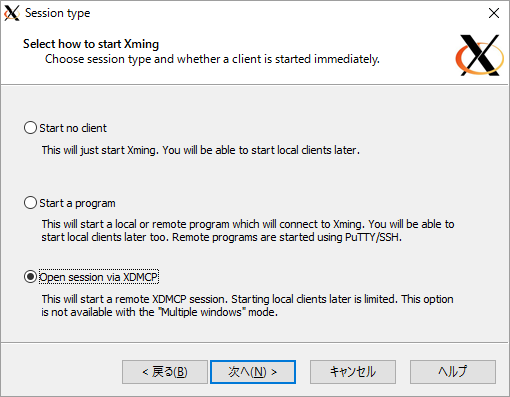 Session type
Select how to start Xming
Choose session type and whether a client is started immediately.
Start no client
This will just start Xming. You will be able to start local clients later.
Start a program
This will start a local or remote program which will connect to Xming. You will be able to
start local clients later too. Remote programs are started using PuTTY/SSH.
Open session via XDMCP
This will start a remote XDMCP session. Starting local clients later is limited. This option
is not available with the "Multiple windows" mode.
< 戻る(B) 次へ(N) > キャンセル ヘルプ